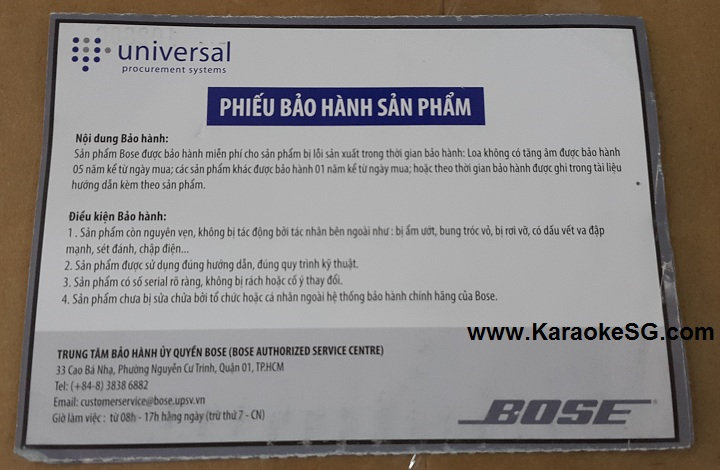 universal
procurement systems
PHIẾU BẢO HÀNH SẢN PHẨM
Nội dung Bảo hành:
Sản phẩm Bose được bảo hành miễn phí cho sản phẩm bị lỗi sản xuất trong thời gian bảo hành: Loa không có tăng âm được bảo hành
05 năm kể từ ngày mua; các sản phẩm khác được bảo hành 01 năm kể từ ngày mua; hoặc theo thời gian bảo hành được ghi trong tài liệu
hướng dẫn kèm theo sản phẩm.
Điều kiện Bảo hành:
1 . Sản phẩm còn nguyên vẹn, không bị tác động bởi tác nhân bên ngoài như : bị ẩm ướt, bung tróc vỏ, bị rơi vỡ, có dấu vết va đập
mạnh, sét đánh, chập điện...
2. Sản phẩm được sử dụng đúng hướng dẫn, đúng quy trình kỹ thuật.
3. Sản phẩm có số serial rõ ràng, không bị rách hoặc cố ý thay đổi.
4. Sản phẩm chưa bị sửa chửa bởi tổ chức hoặc cá nhân ngoài hệ thống bảo hành chính hãng của Bose.
www.KaraokeSG.com
TRUNG TÂM BẢO HÀNH ỦY QUYỀN BOSE (BOSE AUTHORIZED SERVICE CENTRE)
33 Cao Bá Nhạ, Phường Nguyễn Cư Trinh, Quận 01, TP.HCM
Tel: (+84-8) 3838 6882
Email: customerservice@bose.upsv.vn
Giờ làm việc : từ 08h - 17h hằng ngày (trừ thứ 7 - CN)
BOSE